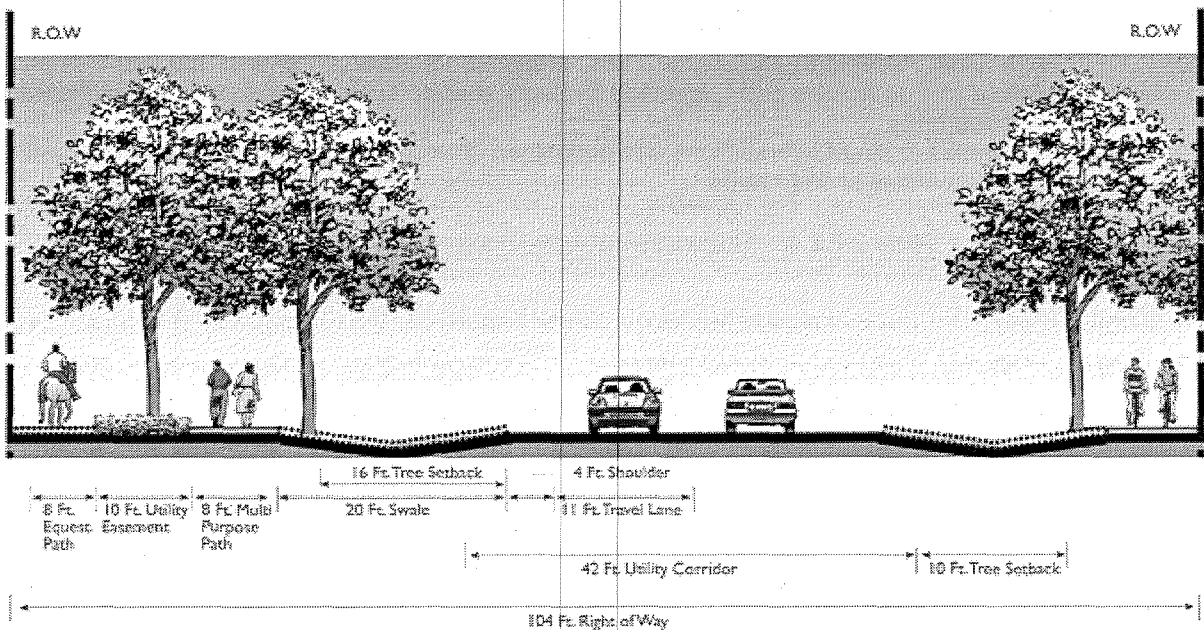 R.O.W
R.O.W
16 Ft. Tree Setback
4 Ft. Shoulder
8 Ft.
Equest.
Path
10 Ft. Utility
Easement
8 Ft. Multi
Purpose
Path
20 Ft. Swale
11 Ft. Travel Lane
42 Ft. Utility Corridor
10 Ft. Tree Setback
104 Ft. Right of Way